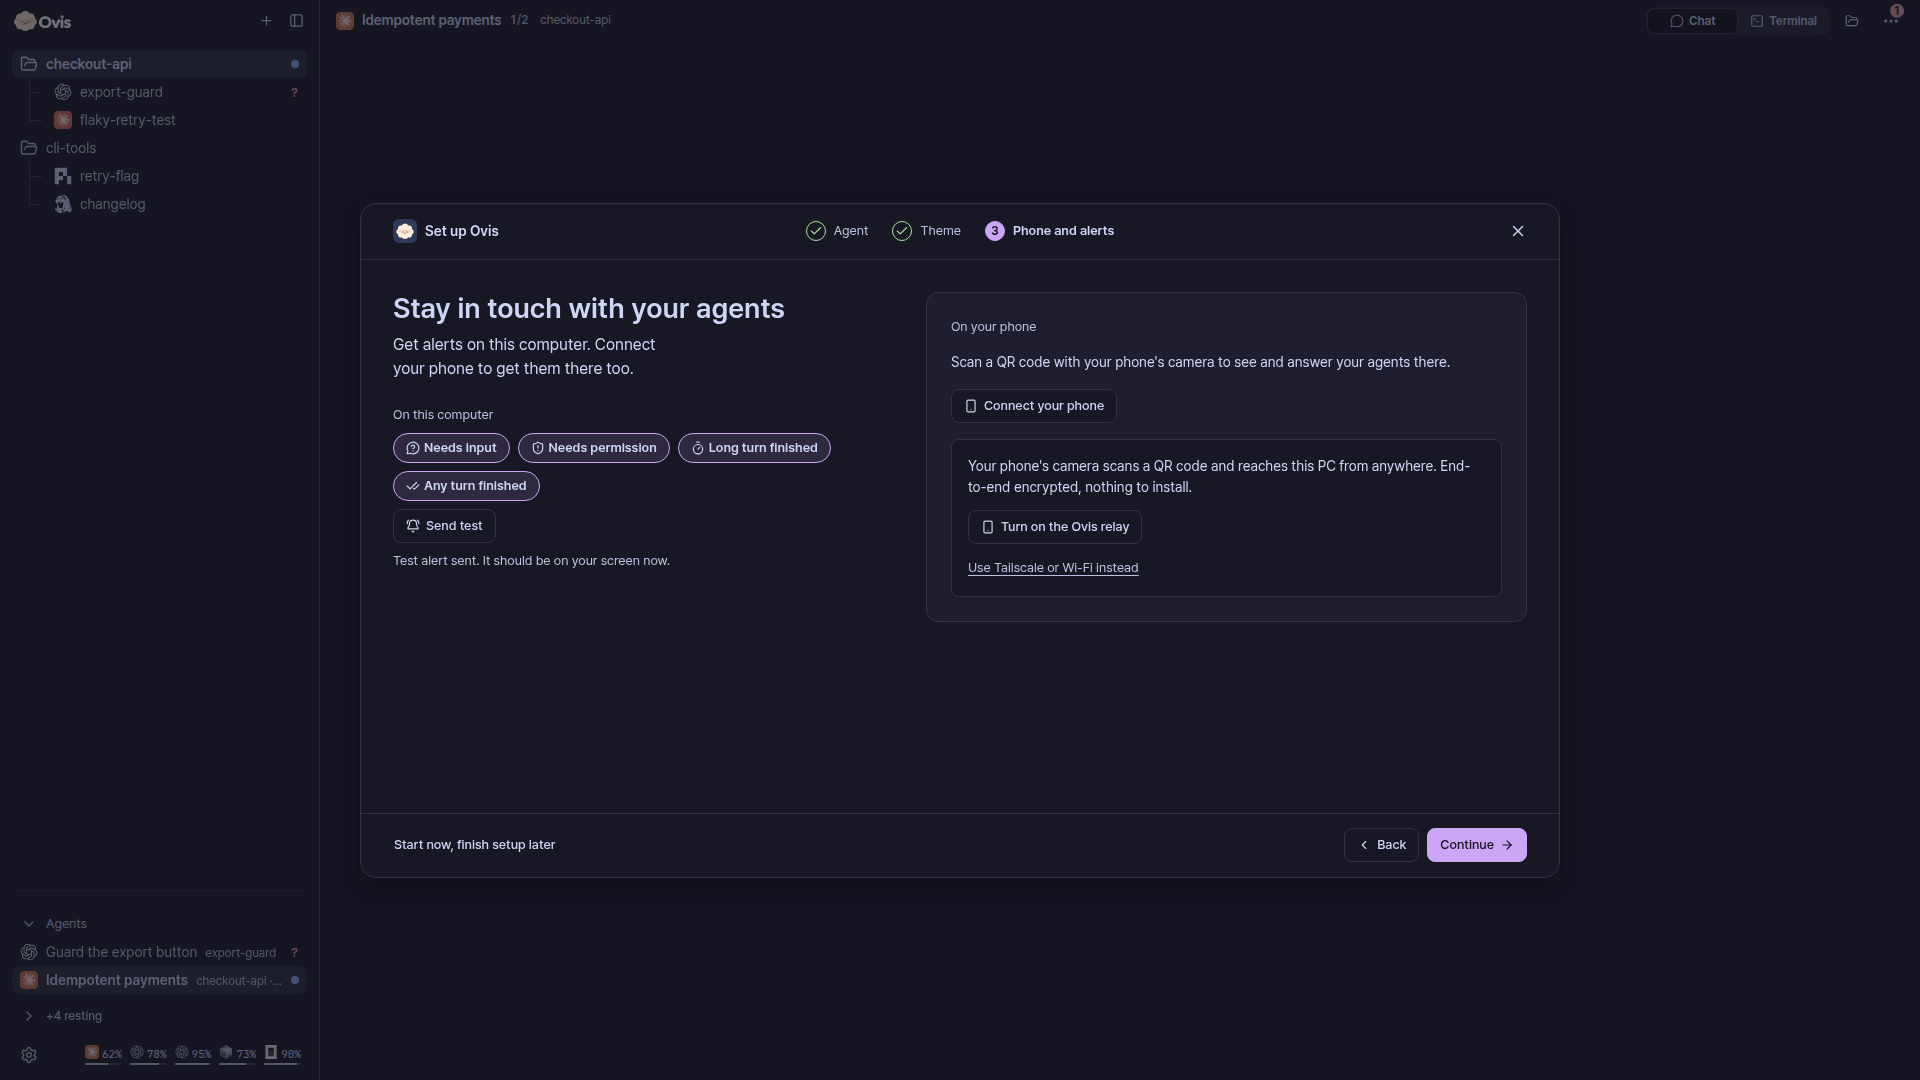 Ovis
checkout-api
export-guard ?
flaky-retry-test
cli-tools
retry-flag
changelog
Idempotent payments 1/2 checkout-api
Chat
Terminal
1
Set up Ovis
Agent
Theme
3 Phone and alerts
Stay in touch with your agents
Get alerts on this computer. Connect
your phone to get them there too.
On this computer
Needs input
Needs permission
Long turn finished
Any turn finished
Send test
Test alert sent. It should be on your screen now.
On your phone
Scan a QR code with your phone's camera to see and answer your agents there.
Connect your phone
Your phone's camera scans a QR code and reaches this PC from anywhere. End-
to-end encrypted, nothing to install.
Turn on the Ovis relay
Use Tailscale or Wi-Fi instead
Start now, finish setup later
Back
Continue
Agents
Guard the export button export-guard ?
Idempotent payments checkout-api ·...
+4 resting
62% 78% 95% 73% 90%